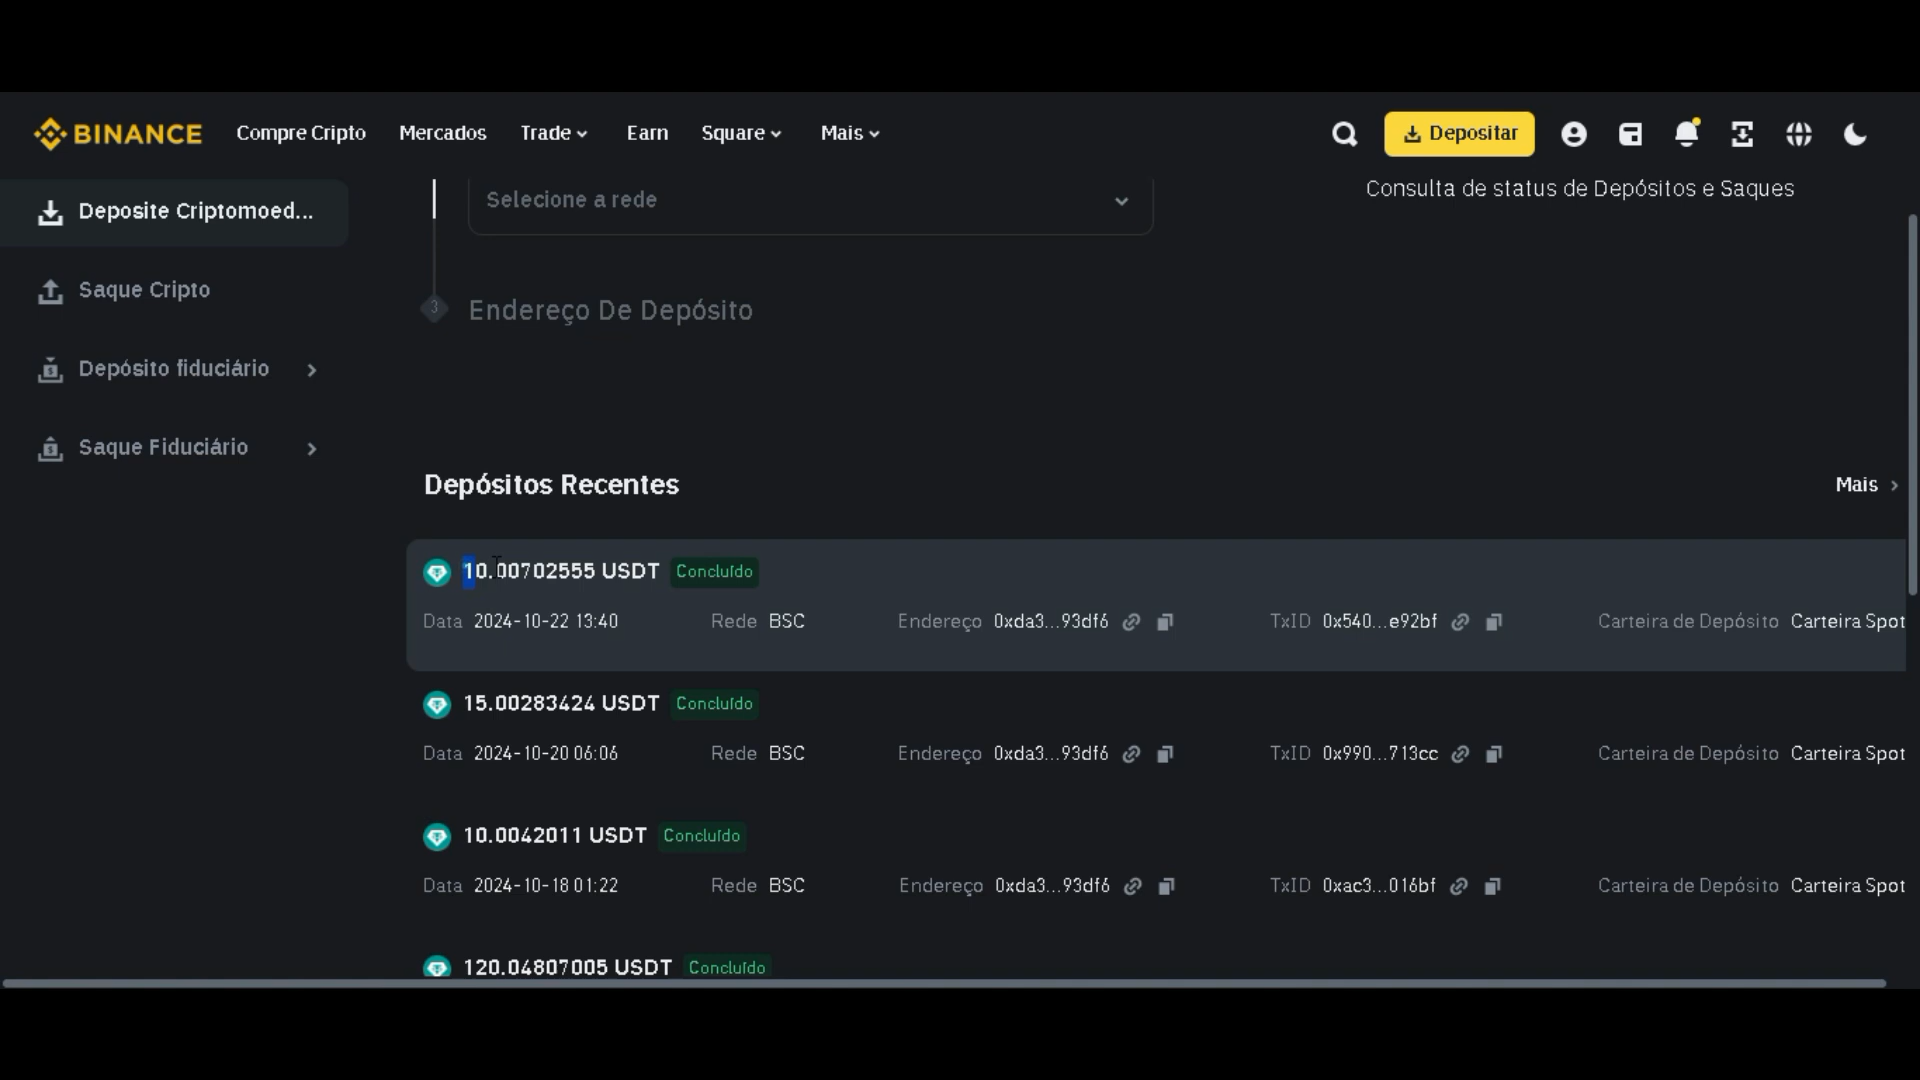 BINANCE Compre Cripto Mercados Trade Earn Square Mais Depositar
Deposite Criptomoed...
Saque Cripto
Depósito fiduciário
Saque Fiduciário
Selecione a rede
Consulta de status de Depósitos e Saques
3 Endereço De Depósito
Depósitos Recentes Mais
10.00702555 USDT Concluído
Data 2024-10-22 13:40 Rede BSC Endereço 0xda3...93df6 TxID 0x540...e92bf Carteira de Depósito Carteira Spot
15.00283424 USDT Concluído
Data 2024-10-20 06:06 Rede BSC Endereço 0xda3...93df6 TxID 0x990...713cc Carteira de Depósito Carteira Spot
10.0042011 USDT Concluído
Data 2024-10-18 01:22 Rede BSC Endereço 0xda3...93df6 TxID 0xac3...016bf Carteira de Depósito Carteira Spot
120.04807005 USDT Concluído